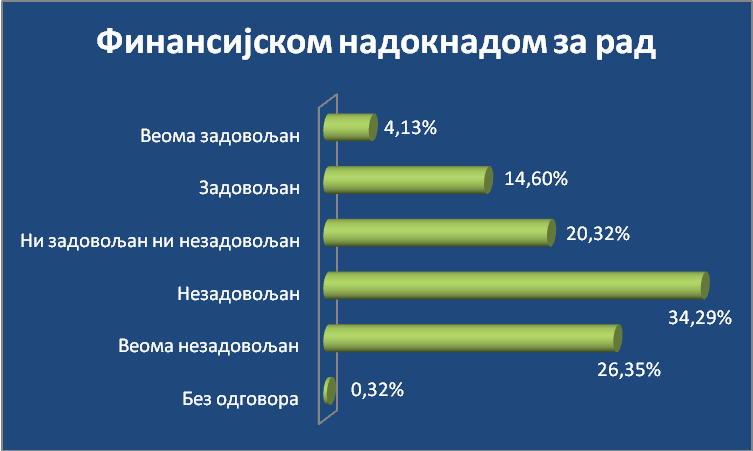 Финансијском надокнадом за рад
Веома задовољан
4,13%
Задовољан
14,60%
Ни задовољан ни незадовољан
20,32%
Незадовољан
34,29%
Веома незадовољан
26,35%
Без одговора
0,32%